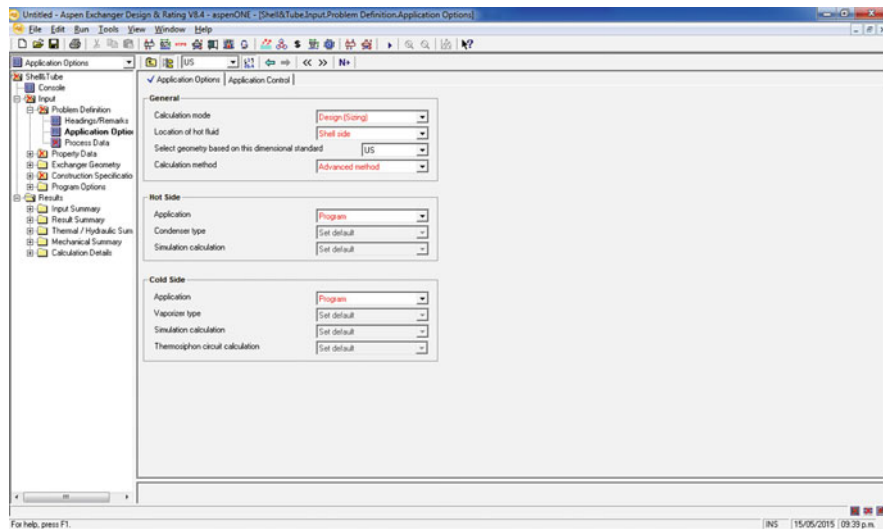 Untitled - Aspen Exchanger Design & Rating V8.4 - aspenONE - [Shell&Tube.Input.Problem Definition.Application Options]
File Edit Run Tools View Window Help
Application Options
US
N+
Shell&Tube
Console
Input
Problem Definition
Headings/Remarks
Application Optio
Process Data
Property Data
Exchanger Geometry
Construction Specificatio
Program Options
Results
Input Summary
Result Summary
Thermal / Hydraulic Sum
Mechanical Summary
Calculation Details
Application Options
Application Control
General
Calculation mode
Design (Sizing)
Location of hot fluid
Shell side
Select geometry based on this dimensional standard
US
Calculation method
Advanced method
Hot Side
Application
Program
Condenser type
Set default
Simulation calculation
Set default
Cold Side
Application
Program
Vaporizer type
Set default
Simulation calculation
Set default
Thermosiphon circuit calculation
Set default
For help, press F1.
INS
15/05/2015
09:39 p.m.